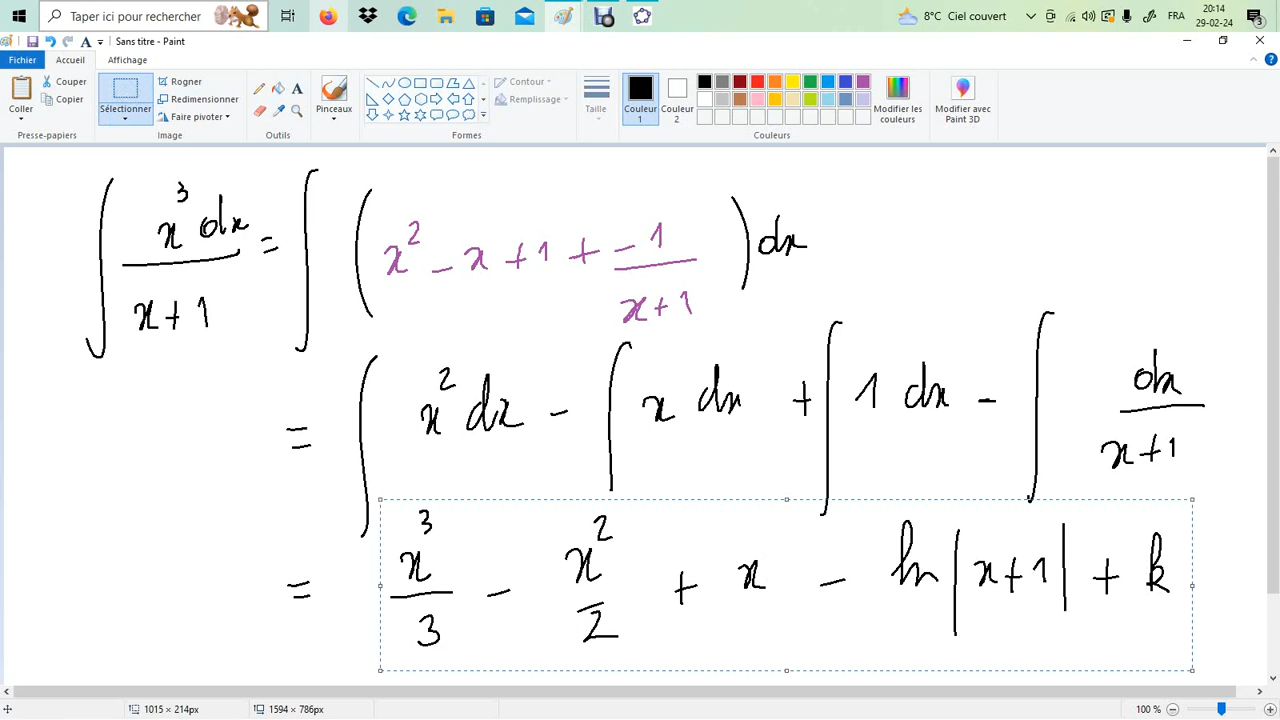 Taper ici pour rechercher
8°C Ciel couvert
FRA
20:14
29-02-24
3
Sans titre - Paint
Fichier Accueil Affichage
Coller
Couper
Copier
Presse-papiers
Sélectionner
Rogner
Redimensionner
Faire pivoter
Image
A
Outils
Pinceaux
Contour
Remplissage
Formes
Taille
Couleur 1
Couleur 2
Modifier les couleurs
Couleurs
Modifier avec Paint 3D
∫ x³ dx / (x+1) = ∫ ( x² - x + 1 + -1/(x+1) ) dx
= ∫ x² dx - ∫ x dx + ∫ 1 dx - ∫ dx/(x+1)
= x³/3 - x²/2 + x - ln|x+1| + k
1015 × 214px 1594 × 786px 100 %